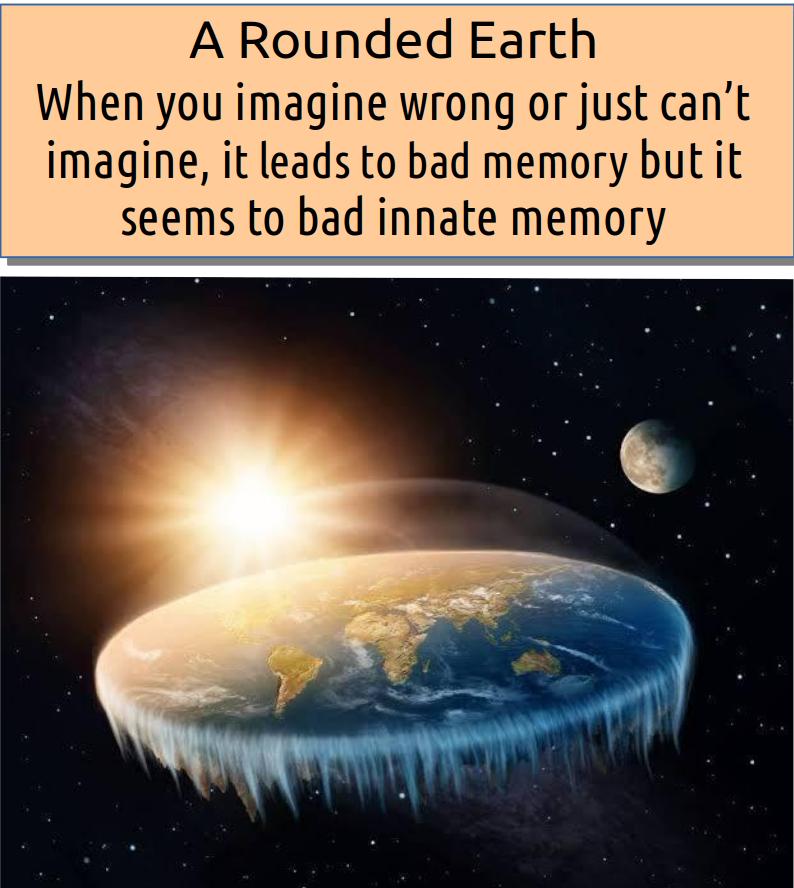 A Rounded Earth
When you imagine wrong or just can’t
imagine, it leads to bad memory but it
seems to bad innate memory